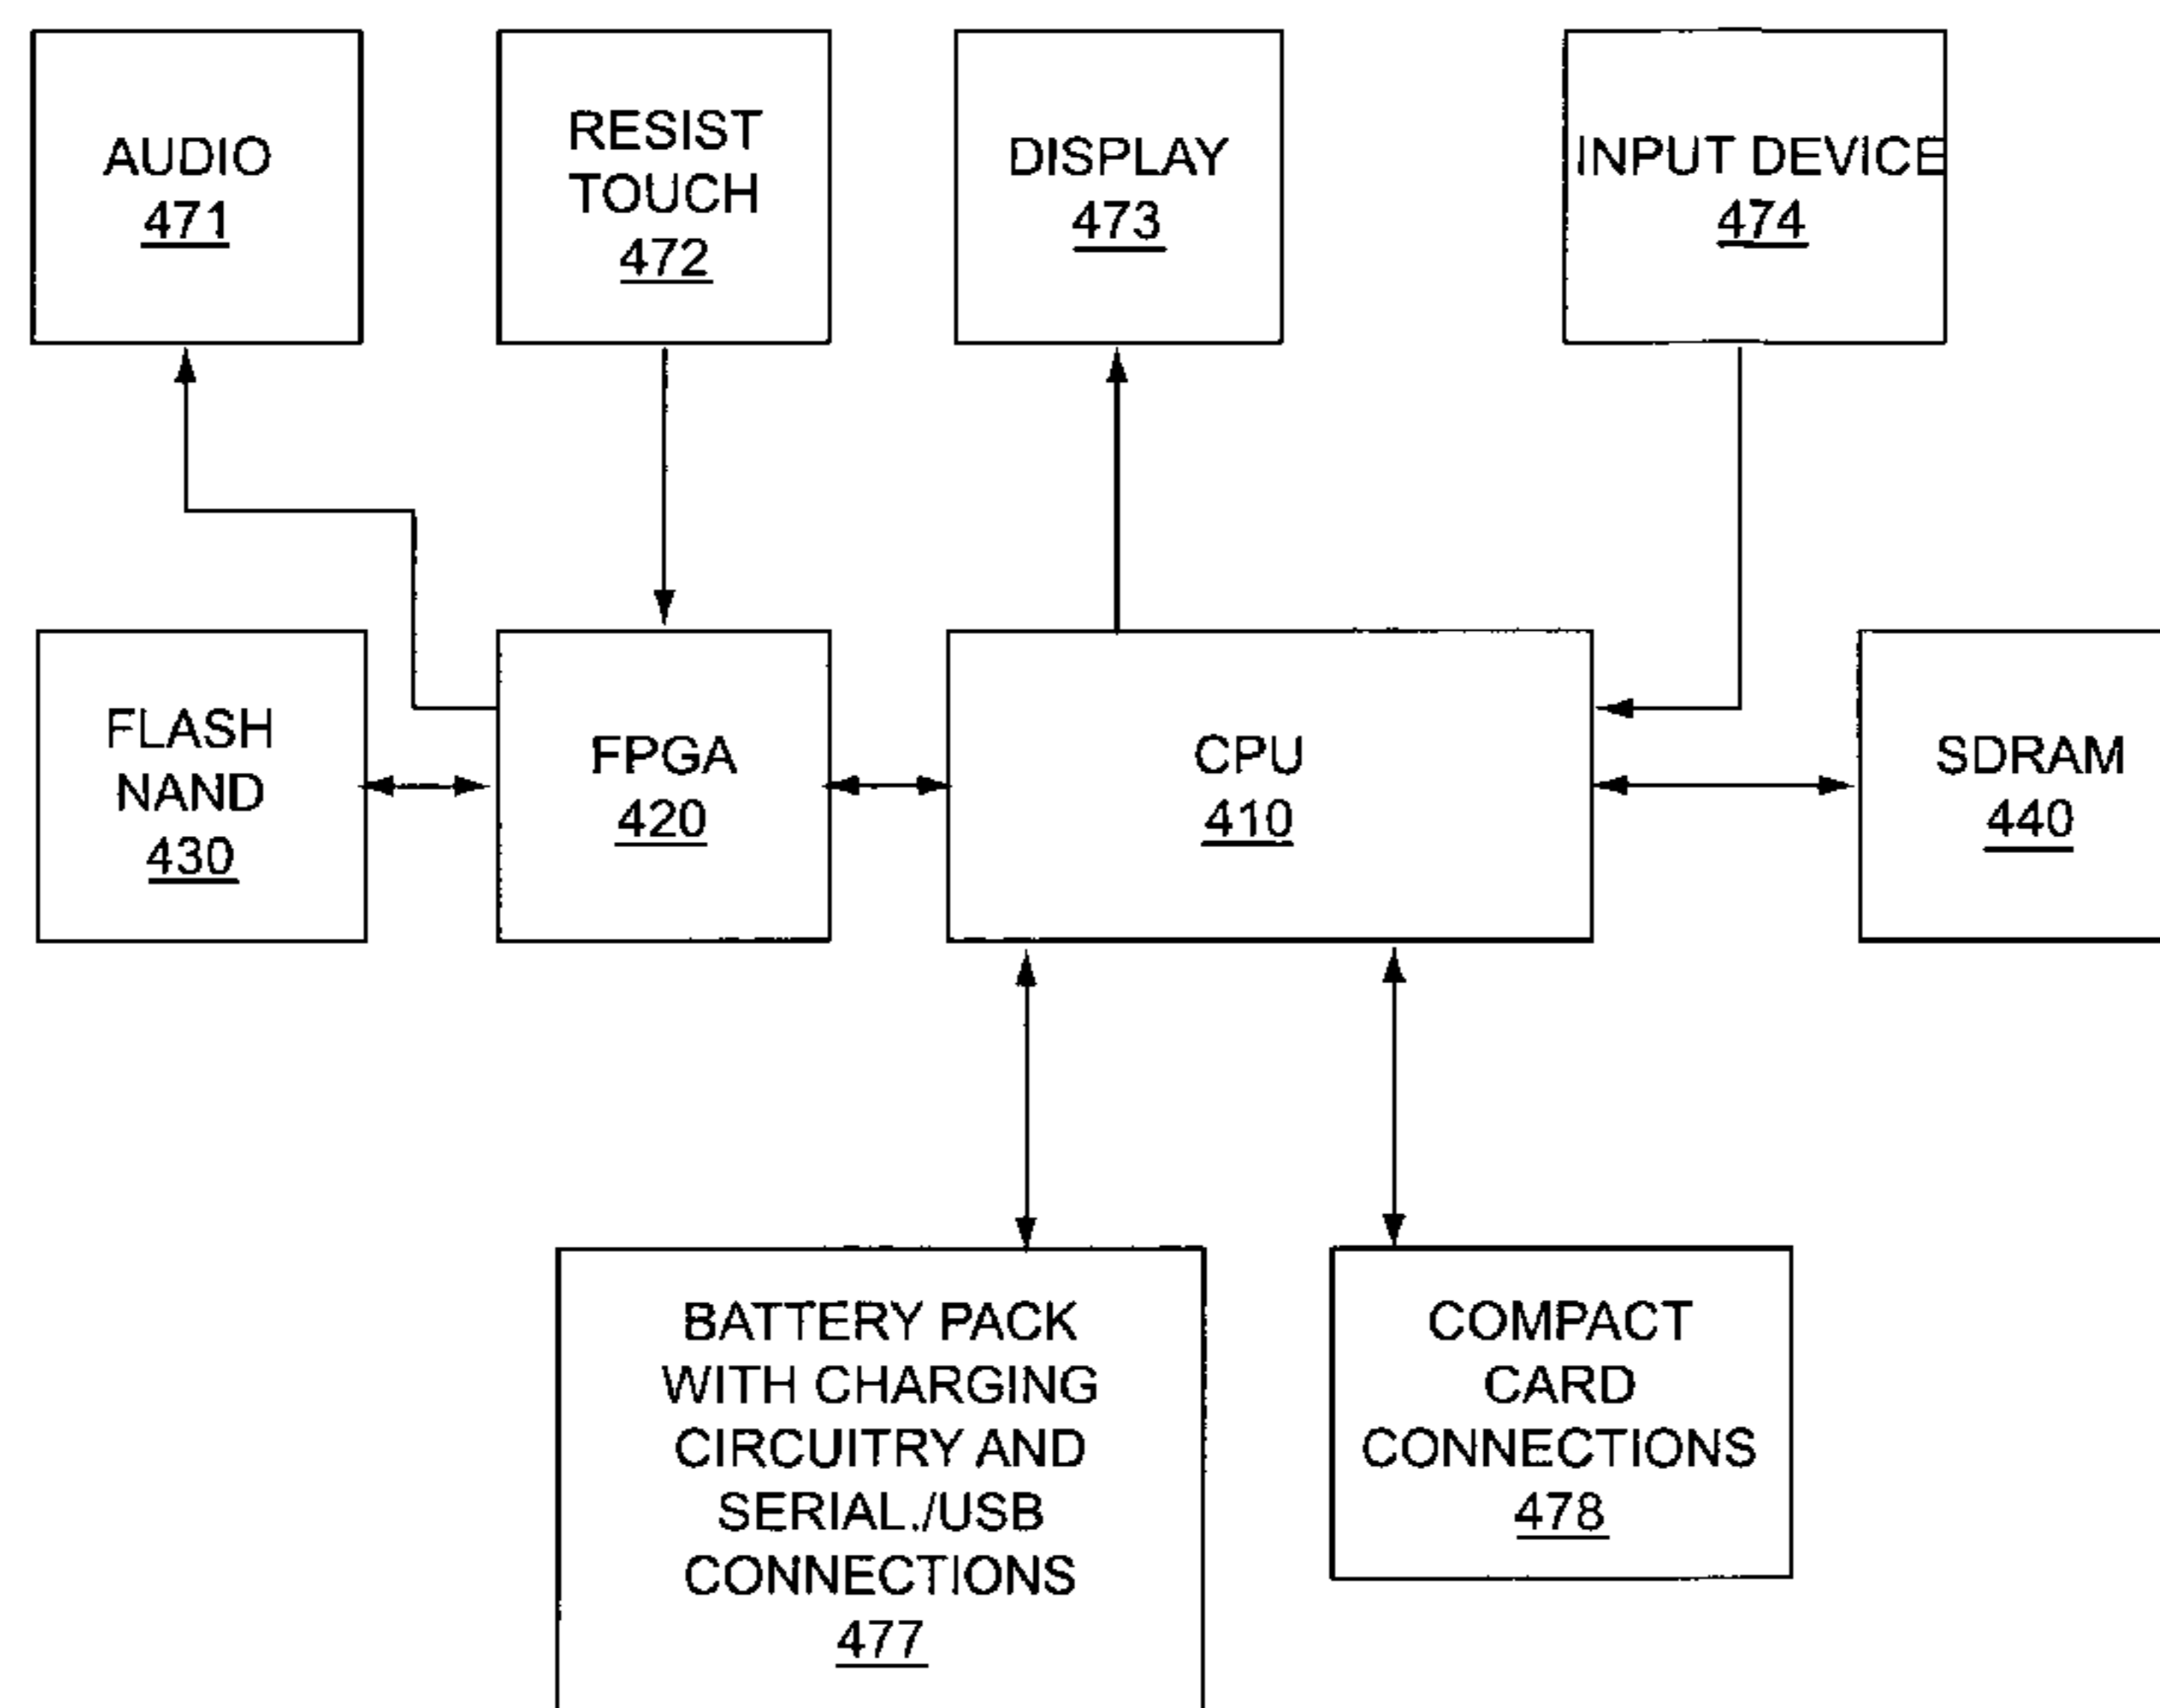 AUDIO
471
RESIST
TOUCH
472
DISPLAY
473
INPUT DEVICE
474
FLASH
NAND
430
FPGA
420
CPU
410
SDRAM
440
BATTERY PACK
WITH CHARGING
CIRCUITRY AND
SERIAL./USB
CONNECTIONS
477
COMPACT
CARD
CONNECTIONS
478